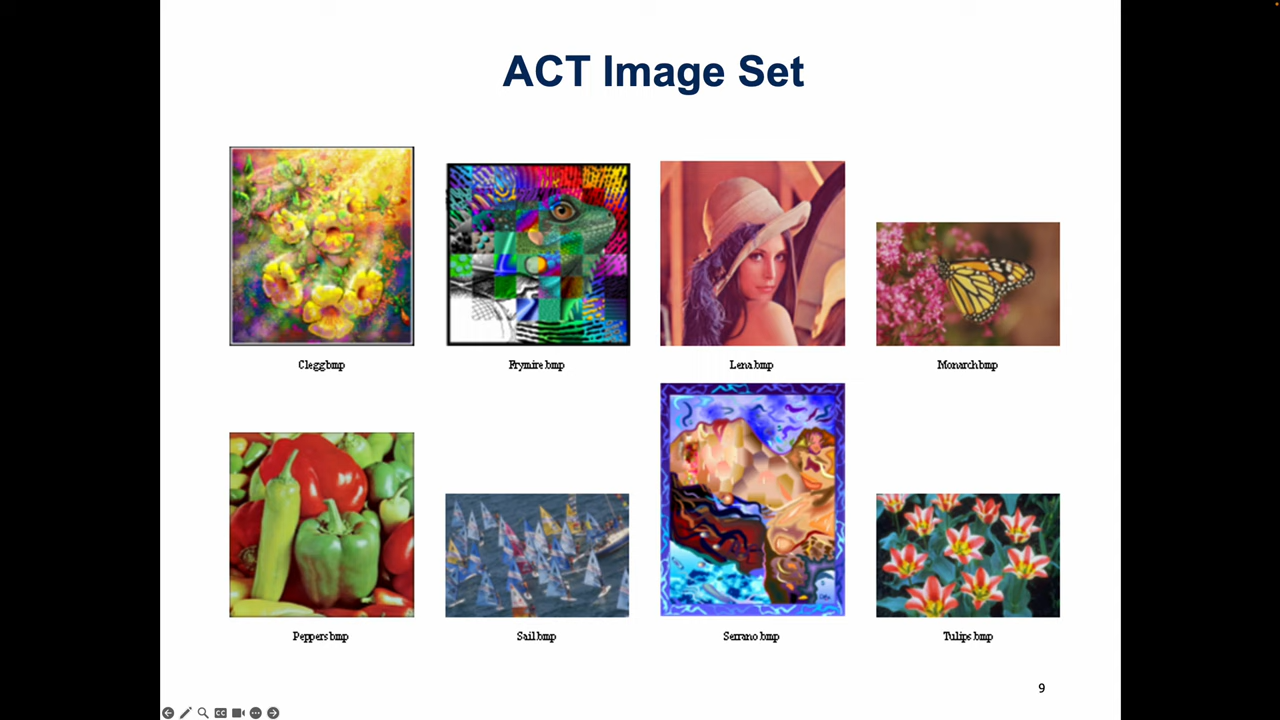 ACT Image Set
Clegg.bmp
Frymire.bmp
Lena.bmp
Monarch.bmp
Peppers.bmp
Sail.bmp
Serrano.bmp
Tulips.bmp
9
CC